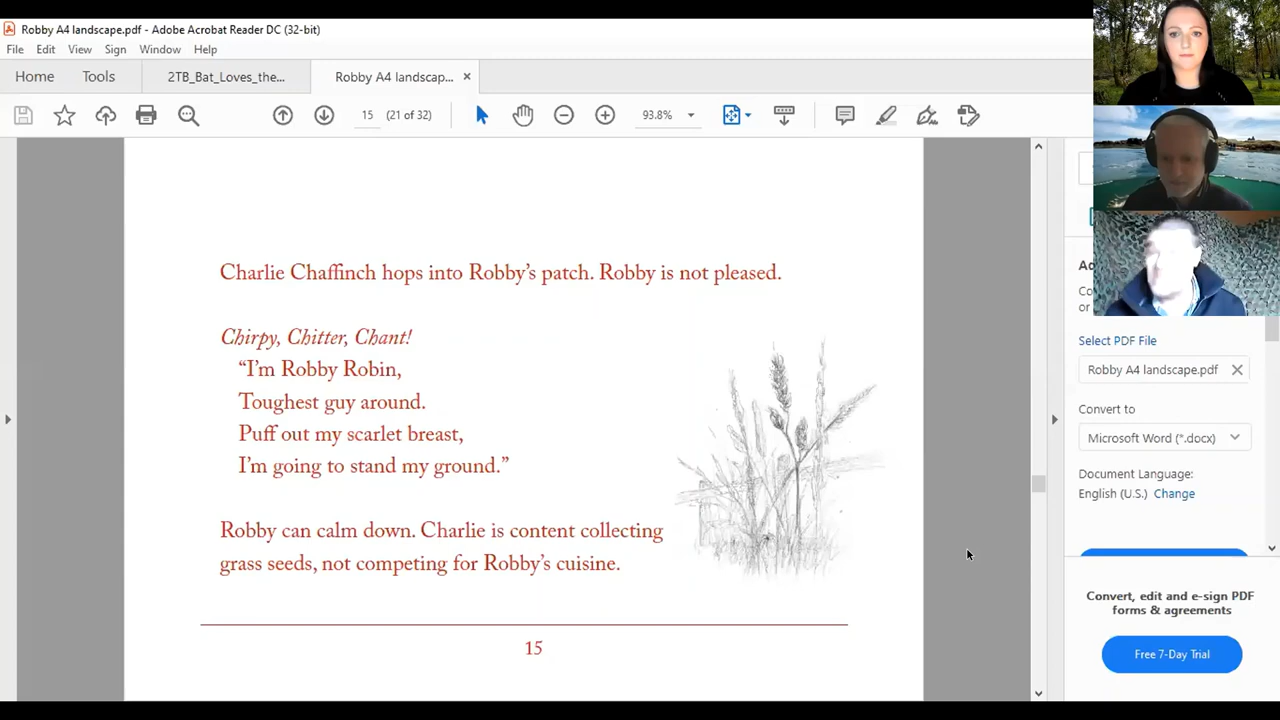 Robby A4 landscape.pdf - Adobe Acrobat Reader DC (32-bit)
File Edit View Sign Window Help
Home Tools 2TB_Bat_Loves_the... Robby A4 landscap... ×
15 (21 of 32) 93.8%
Charlie Chaffinch hops into Robby’s patch. Robby is not pleased.
Chirpy, Chitter, Chant!
“I’m Robby Robin,
Toughest guy around.
Puff out my scarlet breast,
I’m going to stand my ground.”
Robby can calm down. Charlie is content collecting
grass seeds, not competing for Robby’s cuisine.
15
Select PDF File
Robby A4 landscape.pdf
Convert to
Microsoft Word (*.docx)
Document Language:
English (U.S.) Change
Convert, edit and e-sign PDF
forms & agreements
Free 7-Day Trial